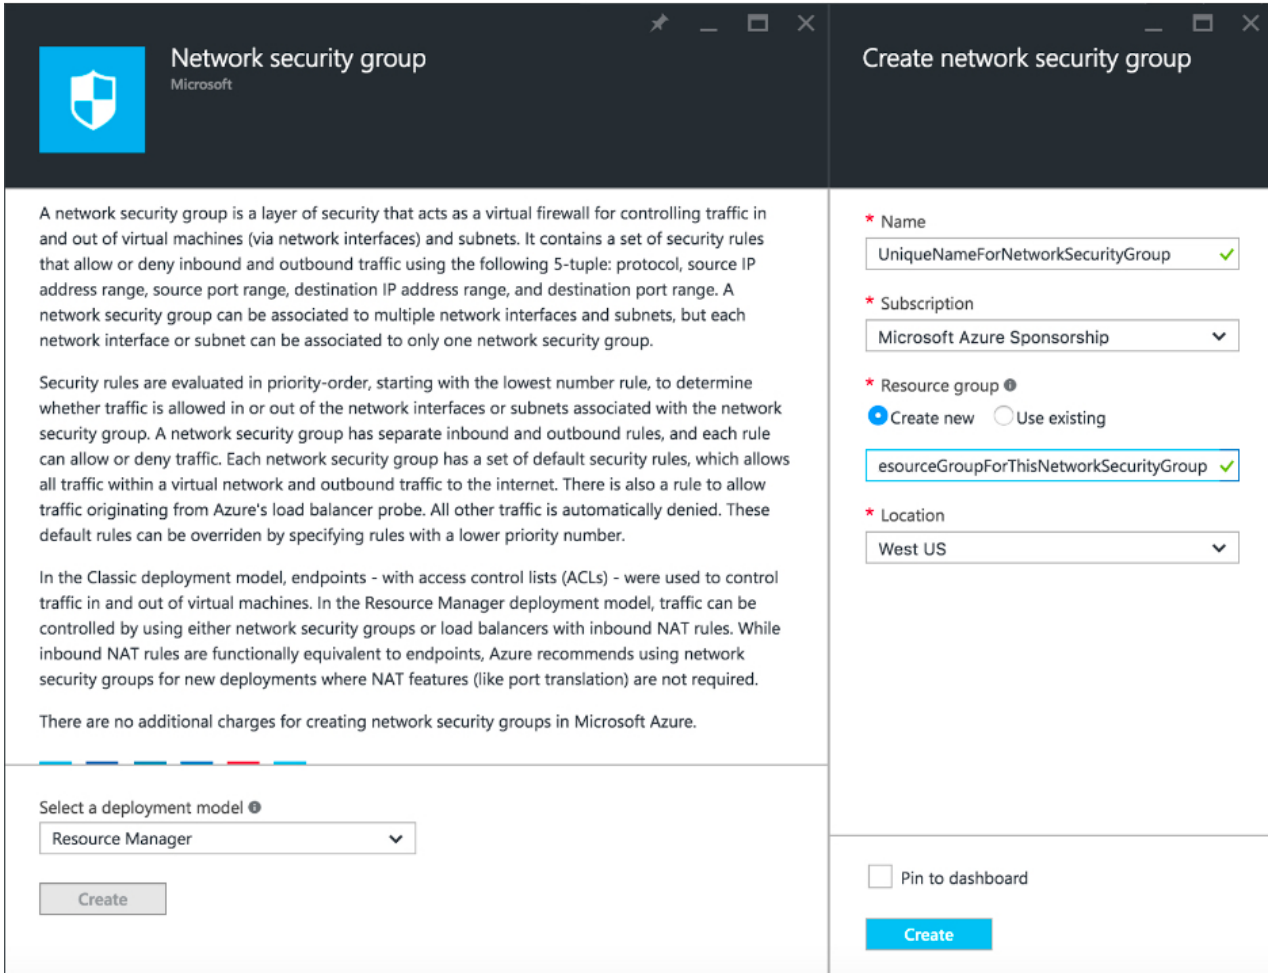 Network security group
Microsoft
A network security group is a layer of security that acts as a virtual firewall for controlling traffic in
and out of virtual machines (via network interfaces) and subnets. It contains a set of security rules
that allow or deny inbound and outbound traffic using the following 5-tuple: protocol, source IP
address range, source port range, destination IP address range, and destination port range. A
network security group can be associated to multiple network interfaces and subnets, but each
network interface or subnet can be associated to only one network security group.
Security rules are evaluated in priority-order, starting with the lowest number rule, to determine
whether traffic is allowed in or out of the network interfaces or subnets associated with the network
security group. A network security group has separate inbound and outbound rules, and each rule
can allow or deny traffic. Each network security group has a set of default security rules, which allows
all traffic within a virtual network and outbound traffic to the internet. There is also a rule to allow
traffic originating from Azure's load balancer probe. All other traffic is automatically denied. These
default rules can be overriden by specifying rules with a lower priority number.
In the Classic deployment model, endpoints - with access control lists (ACLs) - were used to control
traffic in and out of virtual machines. In the Resource Manager deployment model, traffic can be
controlled by using either network security groups or load balancers with inbound NAT rules. While
inbound NAT rules are functionally equivalent to endpoints, Azure recommends using network
security groups for new deployments where NAT features (like port translation) are not required.
There are no additional charges for creating network security groups in Microsoft Azure.
Select a deployment model
Resource Manager
Create
Create network security group
* Name
UniqueNameForNetworkSecurityGroup
* Subscription
Microsoft Azure Sponsorship
* Resource group
Create new Use existing
esourceGroupForThisNetworkSecurityGroup
* Location
West US
Pin to dashboard
Create